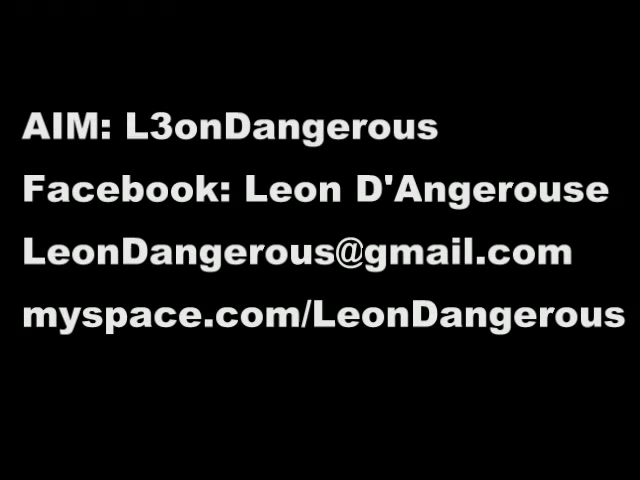 AIM: L3onDangerous
Facebook: Leon D'Angerouse
LeonDangerous@gmail.com
myspace.com/LeonDangerous